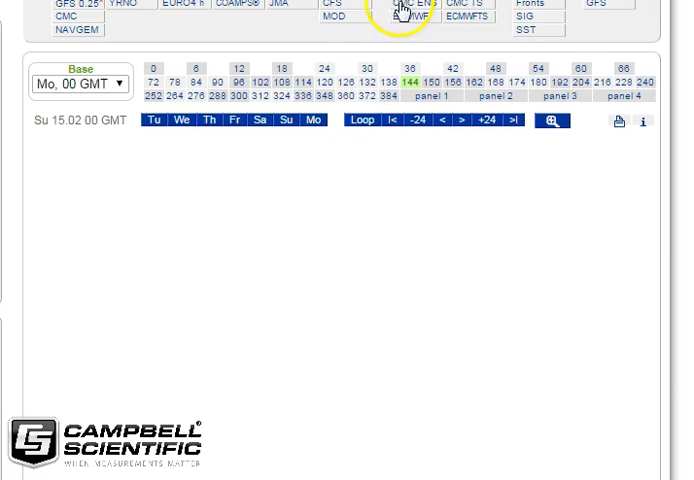 GFS 0.25° YRNO EURO4 h COAMPS® JMA CFS CMC ENS CMC TS Fronts GFS
CMC MOD ECMWF ECMWFTS SIG
NAVGEM SST
Base 0 6 12 18 24 30 36 42 48 54 60 66
Mo, 00 GMT 72 78 84 90 96 102 108 114 120 126 132 138 144 150 156 162 168 174 180 192 204 216 228 240
252 264 276 288 300 312 324 336 348 360 372 384 panel 1 panel 2 panel 3 panel 4
Su 15.02 00 GMT Tu We Th Fr Sa Su Mo Loop |< -24 < > +24 >| i
CAMPBELL
SCIENTIFIC®
WHEN MEASUREMENTS MATTER